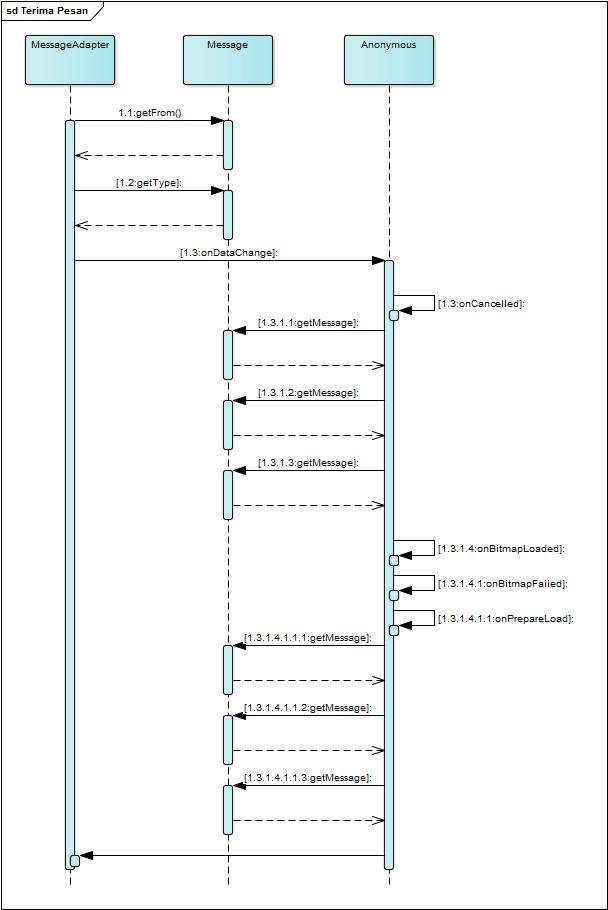 sd Terima Pesan
MessageAdapter
Message
Anonymous
1.1:getFrom()
[1.2:getType]:
[1.3:onDataChange]:
[1.3:onCancelled]:
[1.3.1.1:getMessage]:
[1.3.1.2:getMessage]:
[1.3.1.3:getMessage]:
[1.3.1.4:onBitmapLoaded]:
[1.3.1.4.1:onBitmapFailed]:
[1.3.1.4.1.1:onPrepareLoad]:
[1.3.1.4.1.1.1:getMessage]:
[1.3.1.4.1.1.2:getMessage]:
[1.3.1.4.1.1.3:getMessage]: